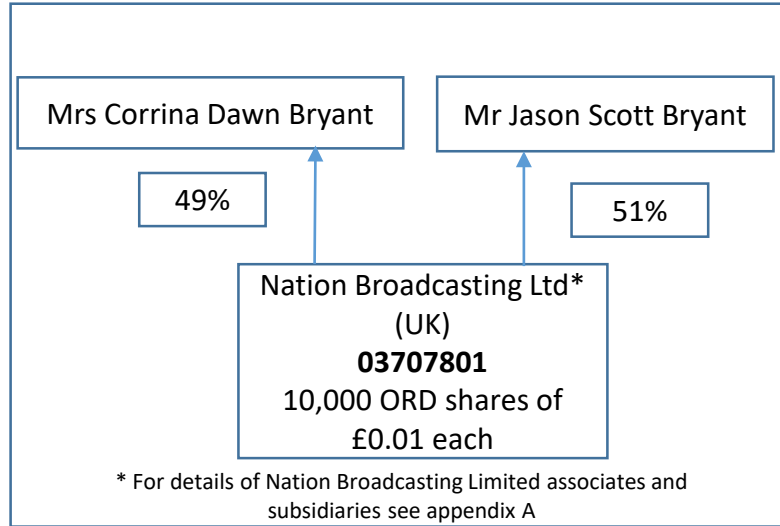 Mrs Corrina Dawn Bryant
Mr Jason Scott Bryant
49%
51%
Nation Broadcasting Ltd*
(UK)
03707801
10,000 ORD shares of
£0.01 each
* For details of Nation Broadcasting Limited associates and
subsidiaries see appendix A